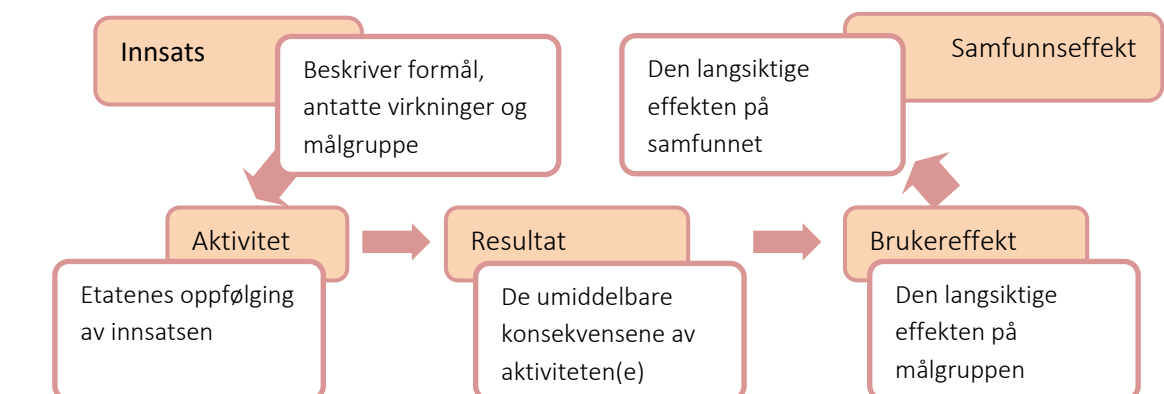 Innsats
Beskriver formål,
antatte virkninger og
målgruppe
Aktivitet
Etatenes oppfølging
av innsatsen
Resultat
De umiddelbare
konsekvensene av
aktiviteten(e)
Brukereffekt
Den langsiktige
effekten på
målgruppen
Samfunnseffekt
Den langsiktige
effekten på
samfunnet